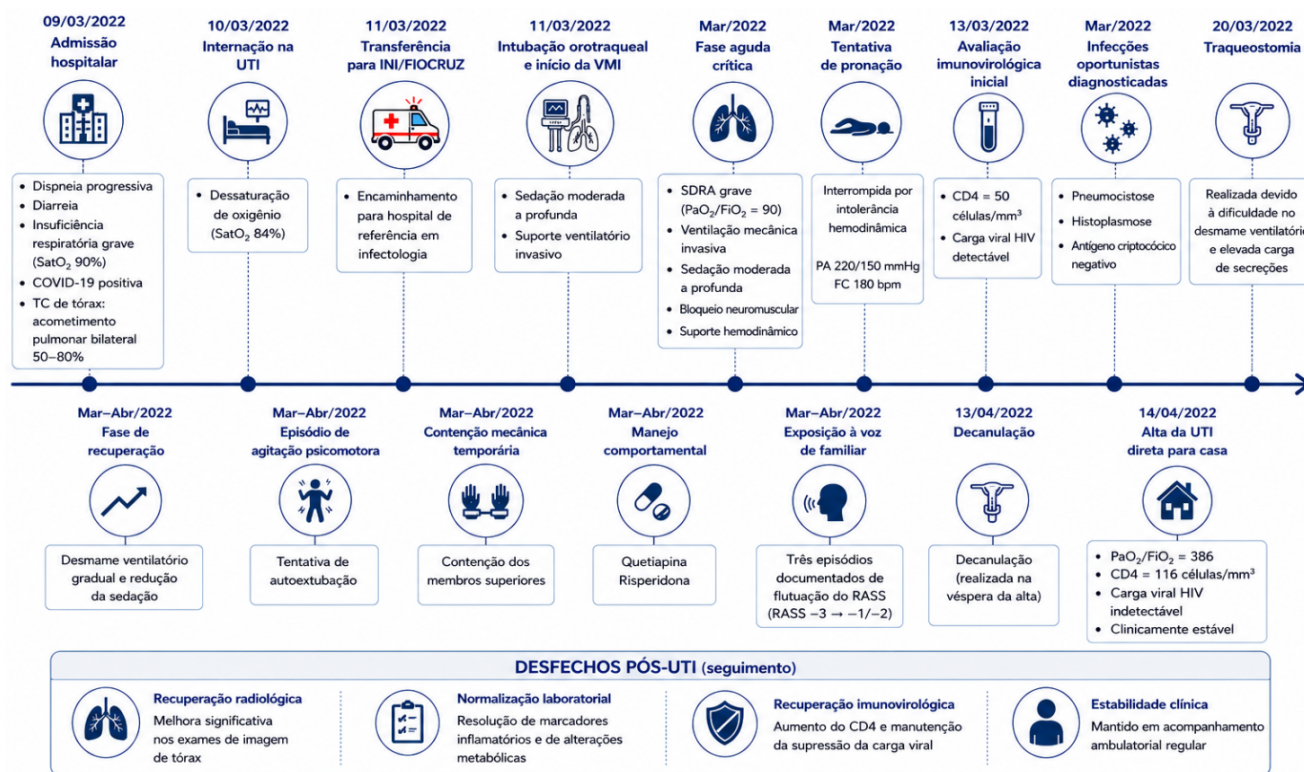 09/03/2022
Admissão
hospitalar
• Dispneia progressiva
• Diarreia
• Insuficiência
respiratória grave
(SatO₂ 90%)
• COVID-19 positiva
• TC de tórax:
acometimento
pulmonar bilateral
50–80%
10/03/2022
Internação na
UTI
• Dessaturação
de oxigênio
(SatO₂ 84%)
11/03/2022
Transferência
para INI/FIOCRUZ
• Encaminhamento
para hospital de
referência em
infectologia
11/03/2022
Intubação orotraqueal
e início da VMI
• Sedação moderada
a profunda
• Suporte ventilatório
invasivo
Mar/2022
Fase aguda
crítica
• SDRA grave
(PaO₂/FiO₂ = 90)
• Ventilação mecânica
invasiva
• Sedação moderada
a profunda
• Bloqueio neuromuscular
• Suporte hemodinâmico
Mar/2022
Tentativa
de pronação
Interrompida por
intolerância
hemodinâmica
PA 220/150 mmHg
FC 180 bpm
13/03/2022
Avaliação
imunovirológica
inicial
• CD4 = 50
células/mm³
• Carga viral HIV
detectável
Mar/2022
Infecções
oportunistas
diagnosticadas
• Pneumocistose
• Histoplasmose
• Antígeno criptocócico
negativo
20/03/2022
Traqueostomia
Realizada devido
à dificuldade no
desmame ventilatório
e elevada carga
de secreções
Mar–Abr/2022
Fase de
recuperação
Desmame ventilatório
gradual e redução
da sedação
Mar–Abr/2022
Episódio de
agitação psicomotora
Tentativa de
autoextubação
Mar–Abr/2022
Contenção mecânica
temporária
Contenção dos
membros superiores
Mar–Abr/2022
Manejo
comportamental
Quetiapina
Risperidona
Mar–Abr/2022
Exposição à voz
de familiar
Três episódios
documentados de
flutuação do RASS
(RASS −3 → −1/−2)
13/04/2022
Decanulação
Decanulação
(realizada na
véspera da alta)
14/04/2022
Alta da UTI
direta para casa
• PaO₂/FiO₂ = 386
• CD4 = 116 células/mm³
• Carga viral HIV
indetectável
• Clinicamente estável
DESFECHOS PÓS-UTI (seguimento)
Recuperação radiológica
Melhora significativa
nos exames de imagem
de tórax
Normalização laboratorial
Resolução de marcadores
inflamatórios e de alterações
metabólicas
Recuperação imunovirológica
Aumento do CD4 e manutenção
da supressão da carga viral
Estabilidade clínica
Mantido em acompanhamento
ambulatorial regular